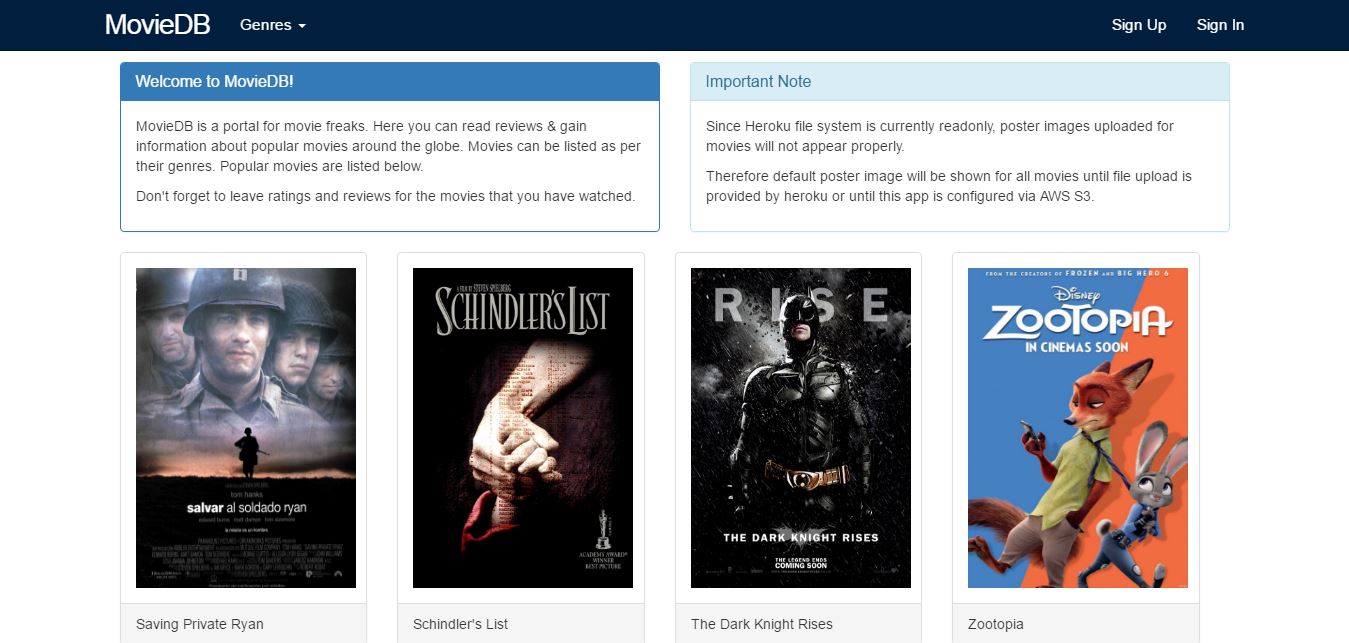 MovieDB
Genres
Sign Up
Sign In
Welcome to MovieDB!
MovieDB is a portal for movie freaks. Here you can read reviews & gain
information about popular movies around the globe. Movies can be listed as per
their genres. Popular movies are listed below.
Don't forget to leave ratings and reviews for the movies that you have watched.
Important Note
Since Heroku file system is currently readonly, poster images uploaded for
movies will not appear properly.
Therefore default poster image will be shown for all movies until file upload is
provided by heroku or until this app is configured via AWS S3.
tom hanks
salvar al soldado ryan
edward burns matt damon tom sizemore
A FILM BY STEVEN SPIELBERG
SCHINDLER'S LIST
ACADEMY AWARD®
WINNER
BEST PICTURE
RISE
THE DARK KNIGHT RISES
THE LEGEND ENDS
COMING SOON
FROM THE CREATORS OF FROZEN AND BIG HERO 6
Disney
ZOOTOPIA
IN CINEMAS SOON
Saving Private Ryan
Schindler's List
The Dark Knight Rises
Zootopia